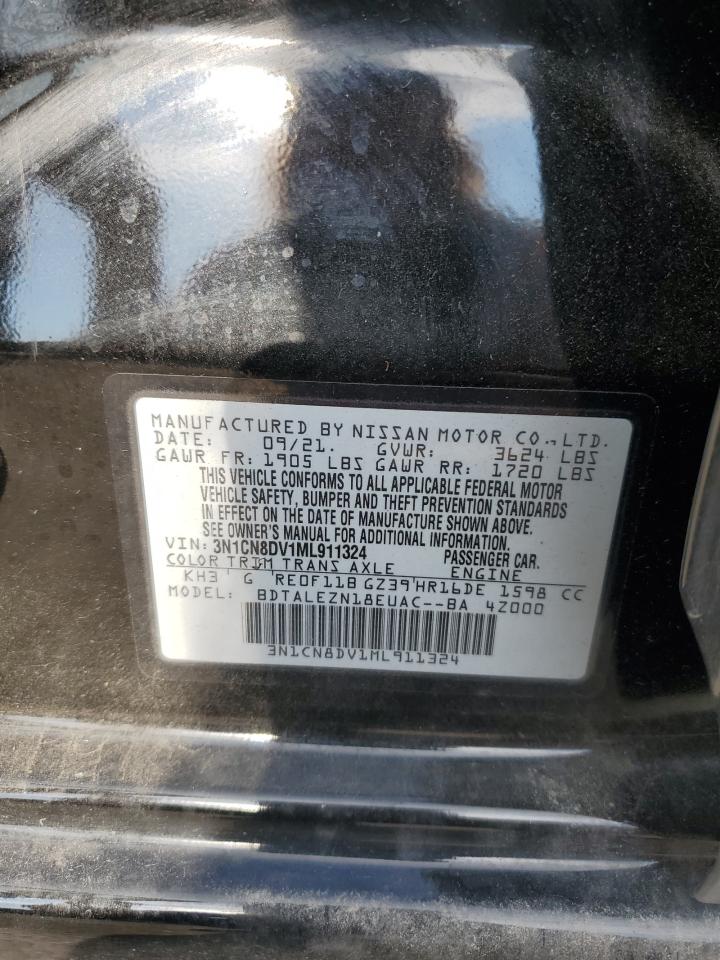 MANUFACTURED BY NISSAN MOTOR CO., LTD.
DATE: 09/21. GVWR: 3624 LBS
GAWR FR: 1905 LBS GAWR RR: 1720 LBS
THIS VEHICLE CONFORMS TO ALL APPLICABLE FEDERAL MOTOR
VEHICLE SAFETY, BUMPER AND THEFT PREVENTION STANDARDS
IN EFFECT ON THE DATE OF MANUFACTURE SHOWN ABOVE.
SEE OWNER'S MANUAL FOR ADDITIONAL INFORMATION.
VIN: 3N1CN8DV1ML911324 PASSENGER CAR.
COLOR TRIM TRANS AXLE ENGINE
KH3 G RE0F11B GZ39 HR16DE 1598 CC
MODEL: BDTALEZN18EUAC--BA 4Z000
3N1CN8DV1ML911324